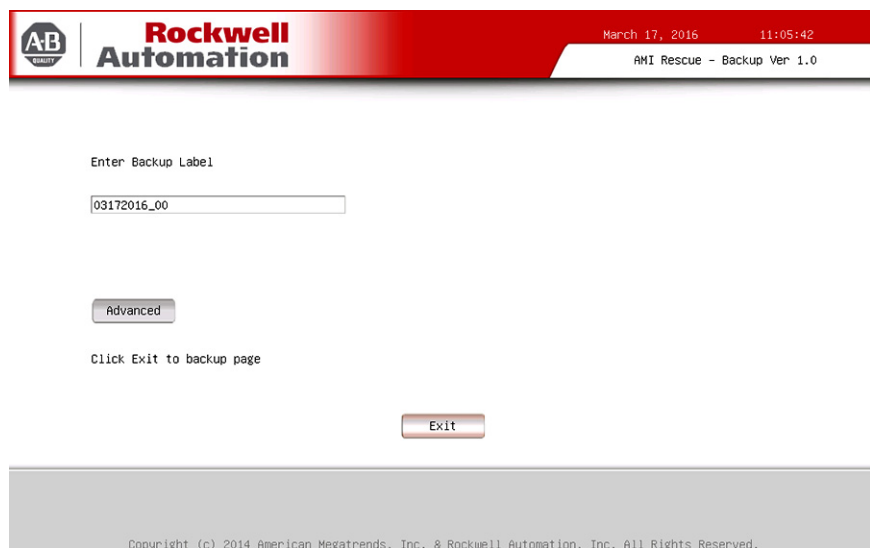 A·B
QUALITY
Rockwell
Automation
March 17, 2016 11:05:42
AMI Rescue - Backup Ver 1.0
Enter Backup Label
03172016_00
Advanced
Click Exit to backup page
Exit
Copyright (c) 2014 American Megatrends, Inc. & Rockwell Automation, Inc. All Rights Reserved.